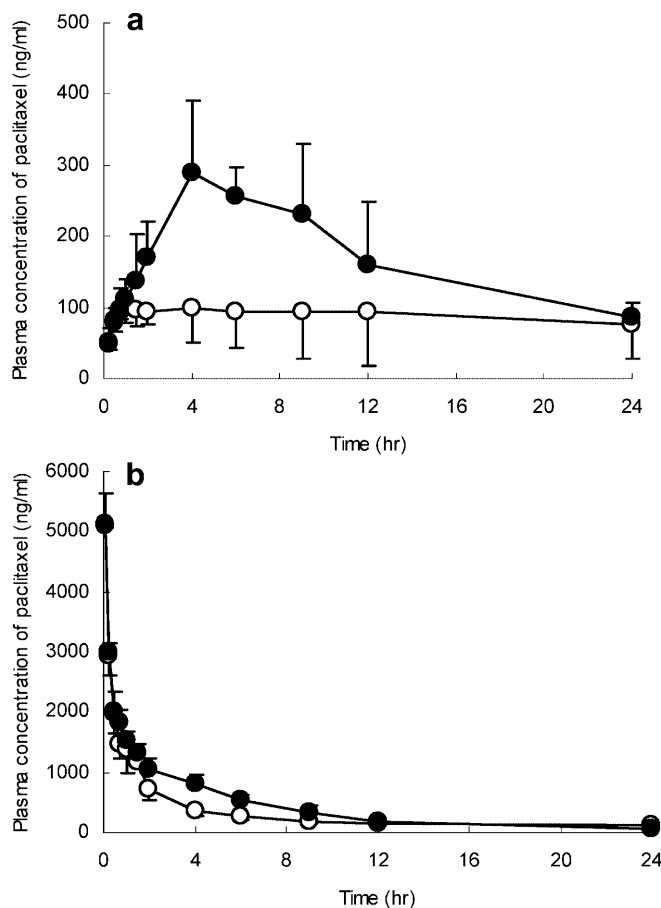 a
Plasma concentration of paclitaxel (ng/ml)
500
400
300
200
100
0
0 4 8 12 16 20 24
Time (hr)
b
Plasma concentration of paclitaxel (ng/ml)
6000
5000
4000
3000
2000
1000
0
0 4 8 12 16 20 24
Time (hr)